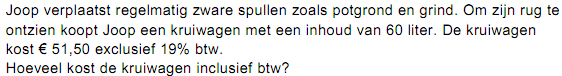 Joop verplaatst regelmatig zware spullen zoals potgrond en grind. Om zijn rug te
ontzien koopt Joop een kruiwagen met een inhoud van 60 liter. De kruiwagen
kost € 51,50 exclusief 19% btw.
Hoeveel kost de kruiwagen inclusief btw?